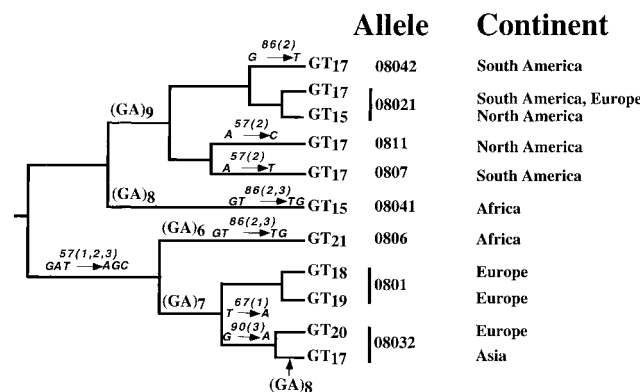 Allele Continent
86(2)
G → T GT17 08042 South America
GT17 South America, Europe
08021
(GA)9 GT15 North America
57(2)
A → C GT17 0811 North America
57(2)
A → T GT17 0807 South America
(GA)8 86(2,3)
GT → TG GT15 08041 Africa
(GA)6 86(2,3)
GT → TG GT21 0806 Africa
57(1,2,3)
GAT → AGC GT18 Europe
0801
(GA)7 GT19 Europe
67(1)
T → A
90(3)
G → A GT20 Europe
08032
GT17 Asia
(GA)8